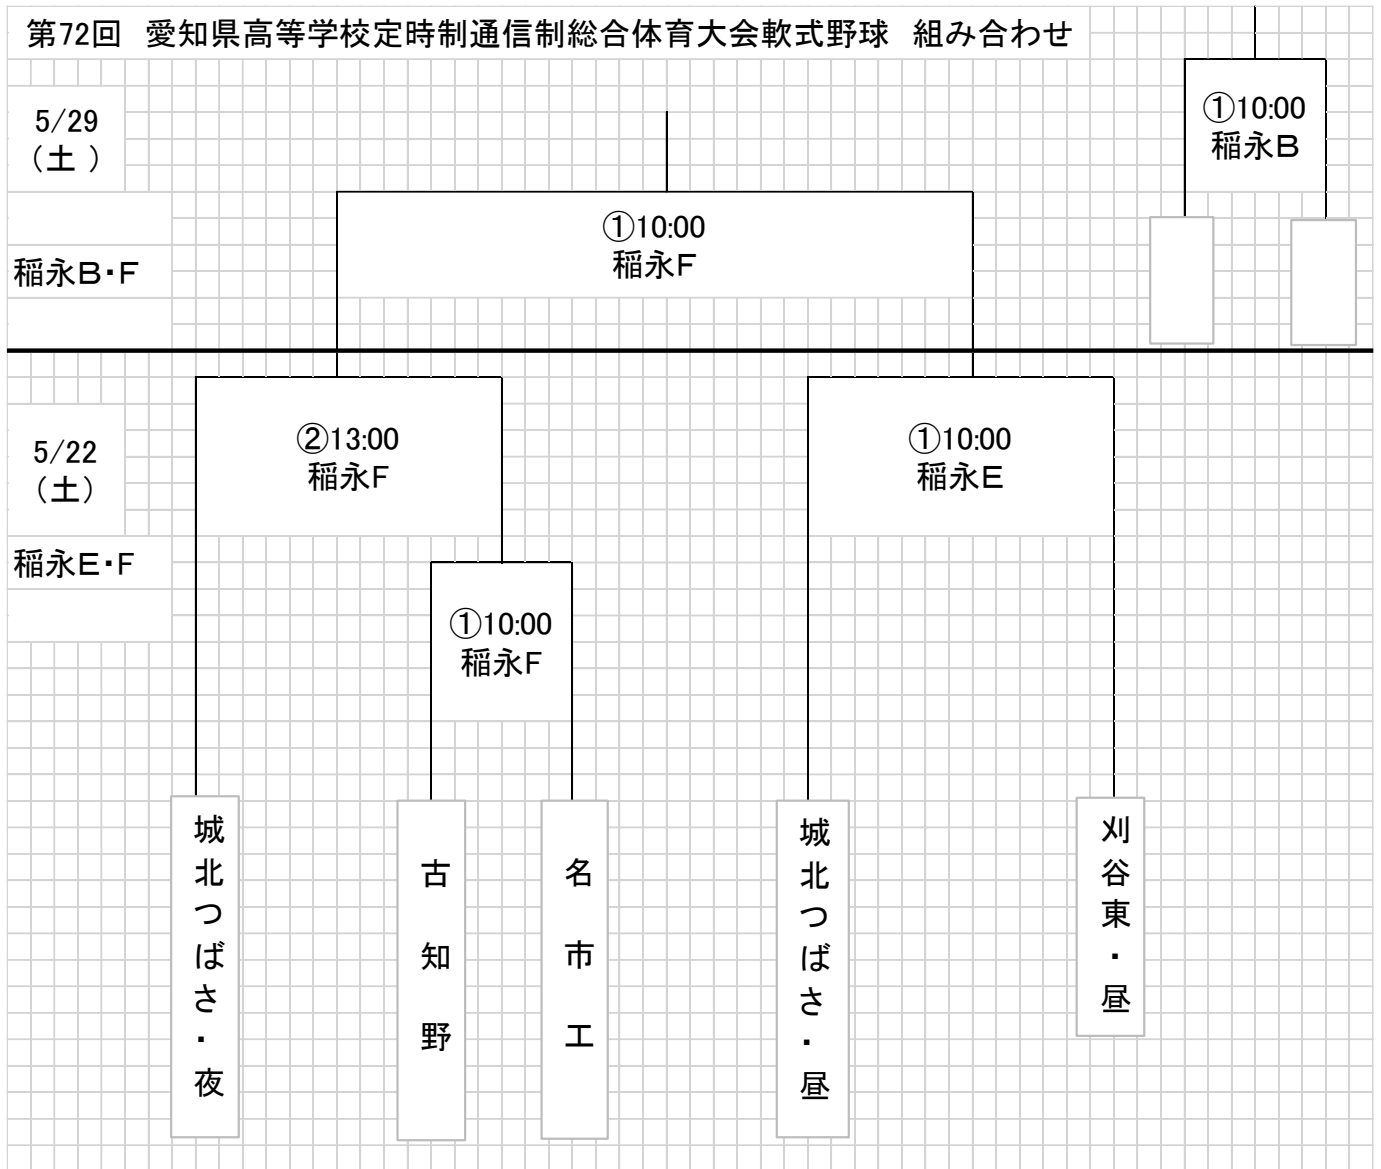 第72回 愛知県高等学校定時制通信制総合体育大会軟式野球 組み合わせ
5/29
（土 ）
①10:00
稲永B
①10:00
稲永F
稲永B・F
5/22
（土）
②13:00
稲永F
①10:00
稲永E
稲永E・F
①10:00
稲永F
城北つばさ・夜
古知野
名市工
城北つばさ・昼
刈谷東・昼